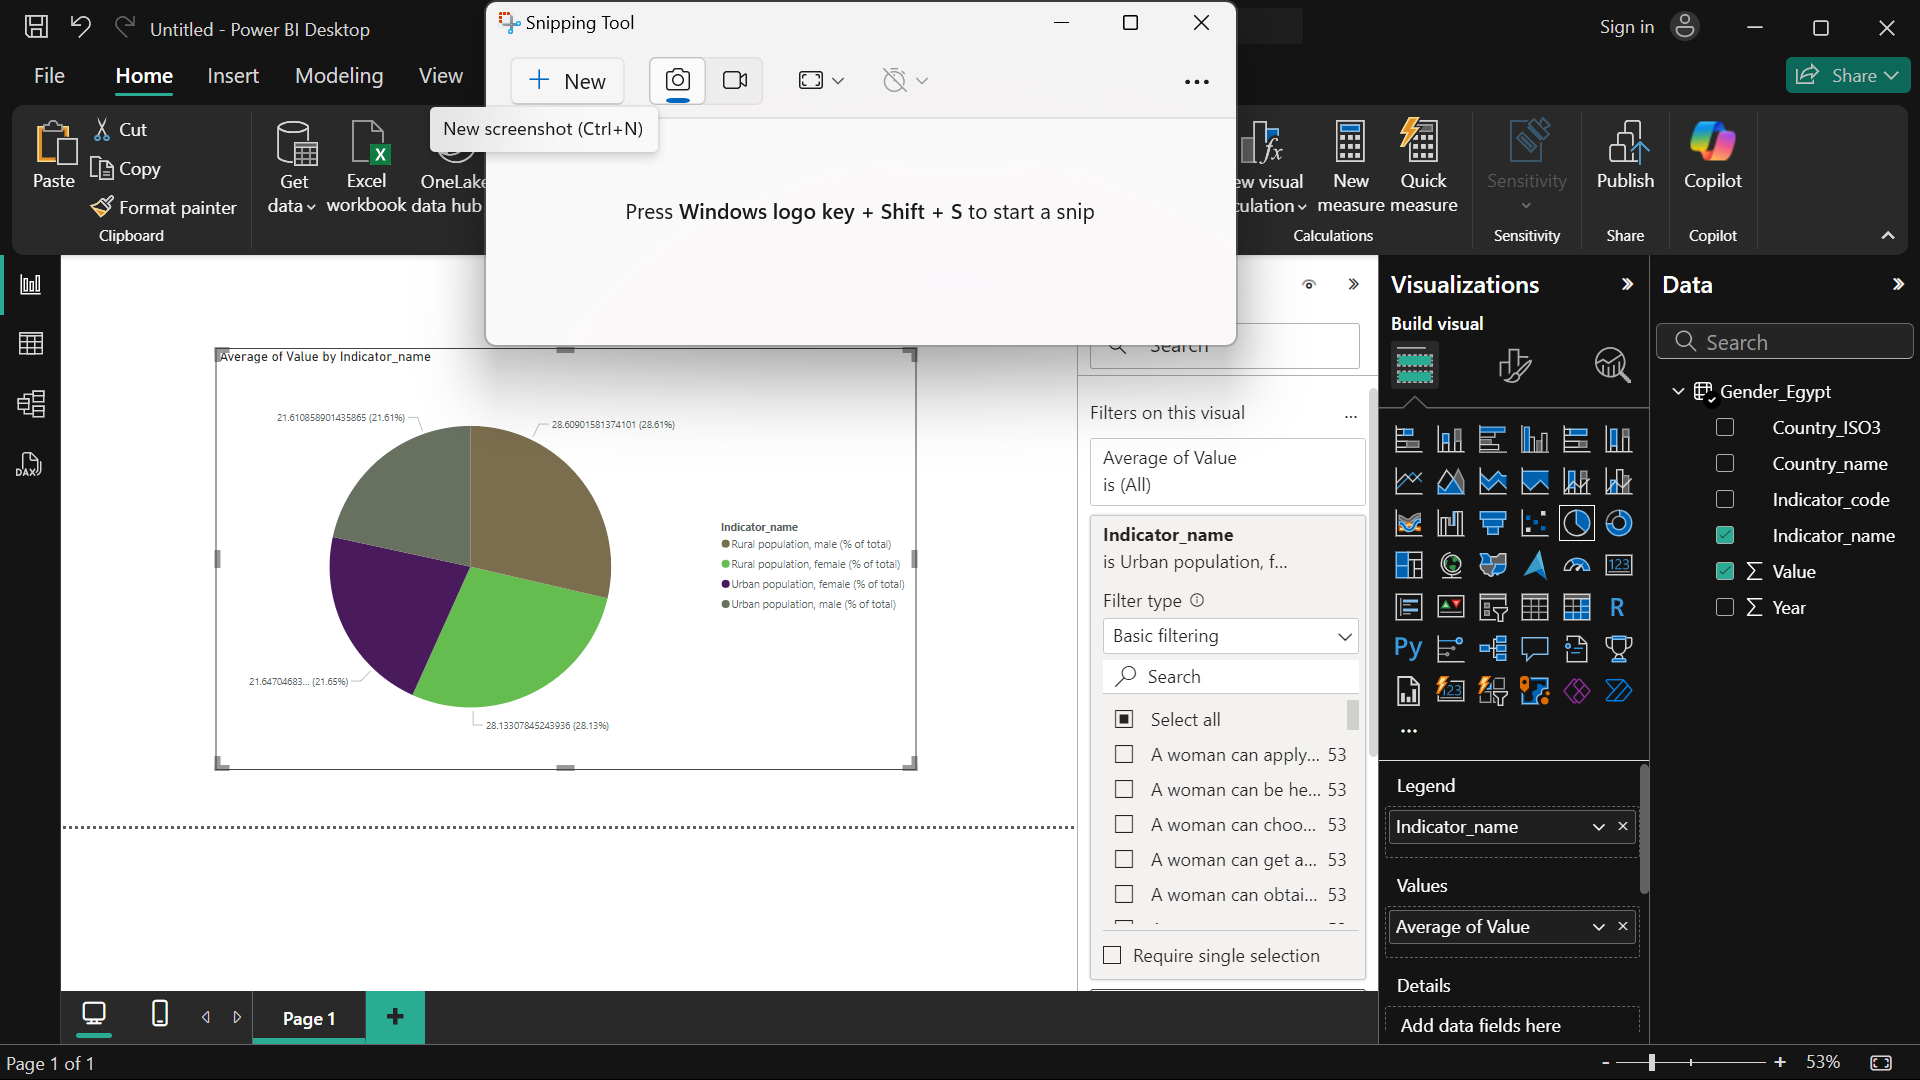 Untitled - Power BI Desktop
Snipping Tool
Sign in
File
Home
Insert
Modeling
View
New
Share
New screenshot (Ctrl+N)
Paste
Cut
Copy
Format painter
Clipboard
Get
data
Excel
workbook
OneLake
data hub
Press Windows logo key + Shift + S to start a snip
ew visual
culation
New
measure
Quick
measure
Calculations
Sensitivity
Sensitivity
Publish
Share
Copilot
Copilot
Average of Value by Indicator_name
21.610858901435865 (21.61%)
28.60901581374101 (28.61%)
21.64704683... (21.65%)
28.13307845243936 (28.13%)
Indicator_name
Rural population, male (% of total)
Rural population, female (% of total)
Urban population, female (% of total)
Urban population, male (% of total)
Search
Filters on this visual
...
Average of Value
is (All)
Indicator_name
is Urban population, f...
Filter type
Basic filtering
Search
Select all
A woman can apply... 53
A woman can be he... 53
A woman can choo... 53
A woman can get a... 53
A woman can obtai... 53
Require single selection
Visualizations
Build visual
123
R
Py
123
...
Legend
Indicator_name
Values
Average of Value
Details
Add data fields here
Data
Search
Gender_Egypt
Country_ISO3
Country_name
Indicator_code
Indicator_name
Σ Value
Σ Year
DAX
Page 1
+
Page 1 of 1
- + 53%